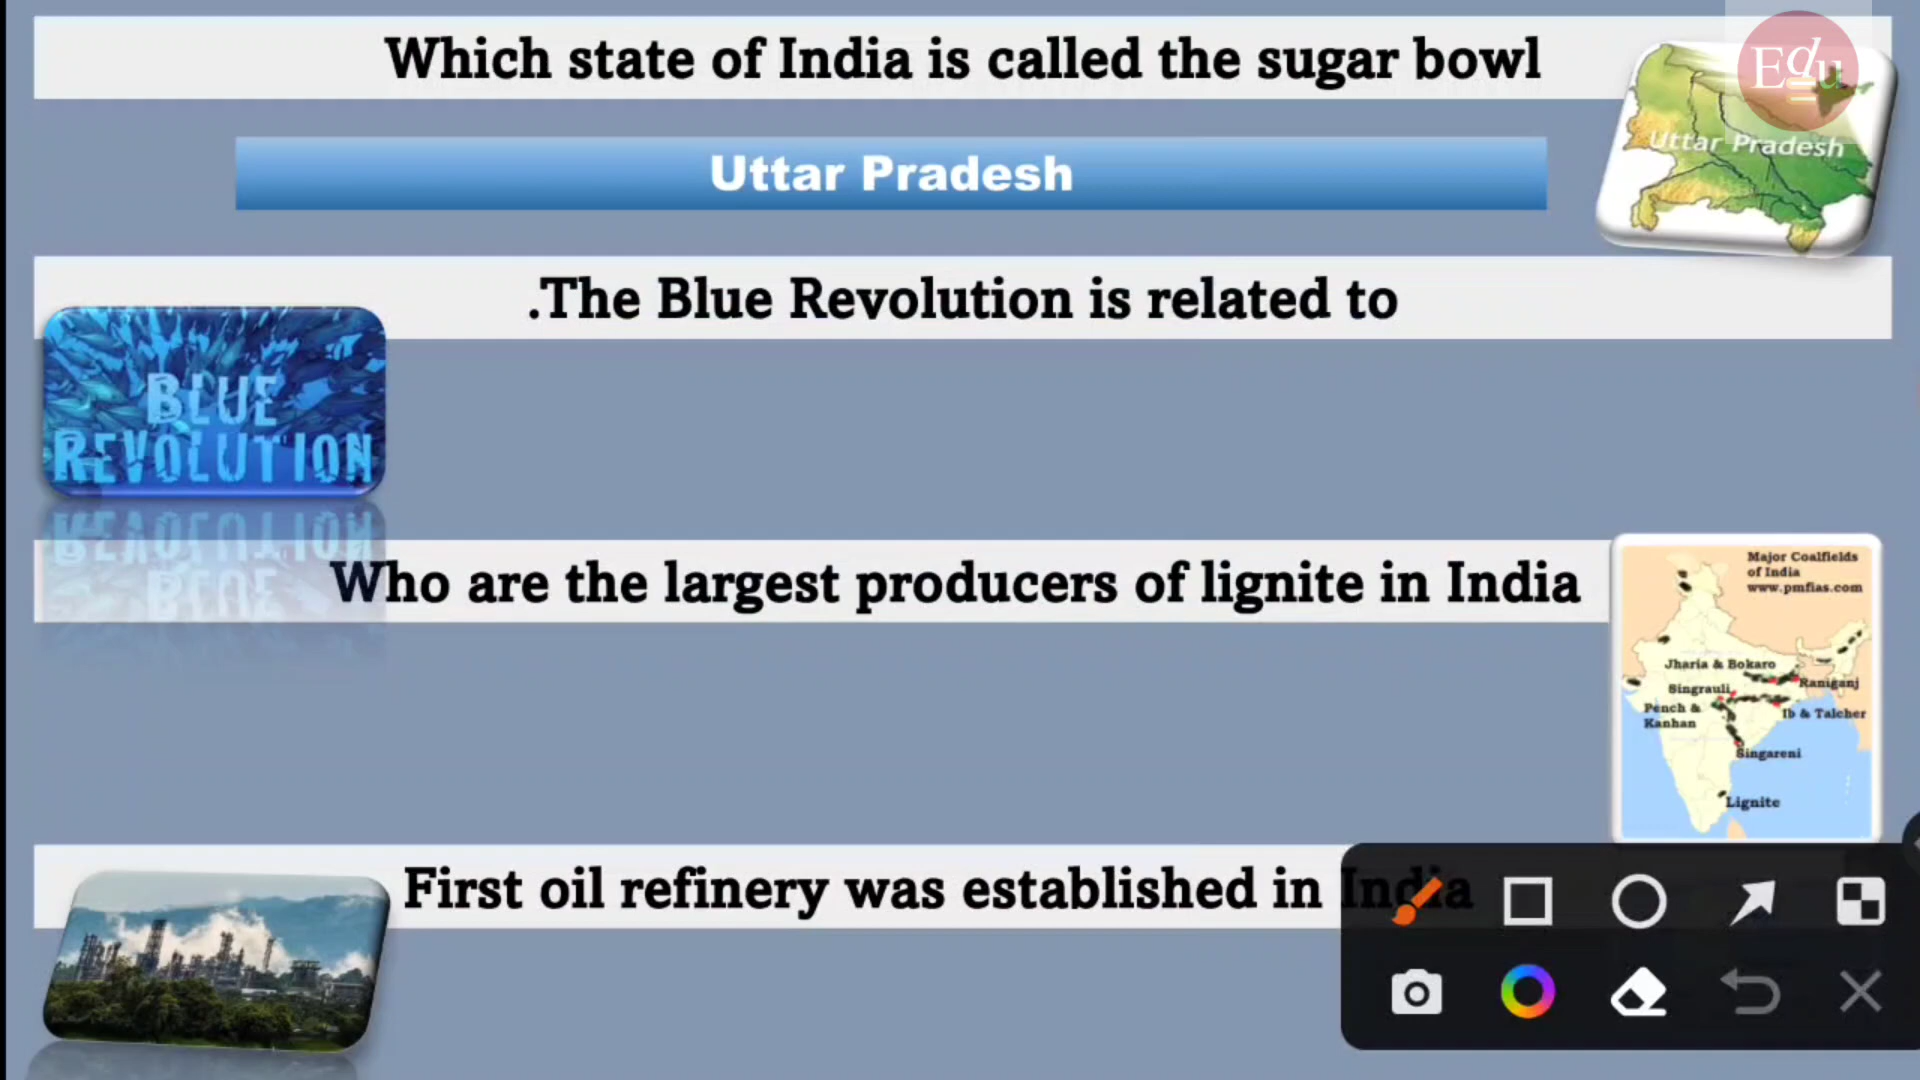 Which state of India is called the sugar bowl
Edu
Uttar Pradesh
Uttar Pradesh
.The Blue Revolution is related to
BLUE
REVOLUTION
Who are the largest producers of lignite in India
Major Coalfields
of India
www.pmfias.com
Jharia & Bokaro
Raniganj
Singrauli
Pench &
Kanhan
Ib & Talcher
Singareni
Lignite
First oil refinery was established in India